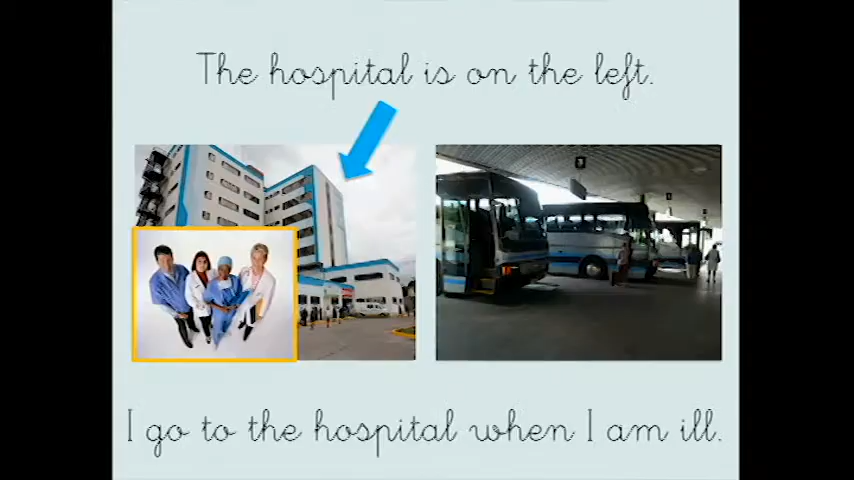 The hospital is on the left.
I go to the hospital when I am ill.